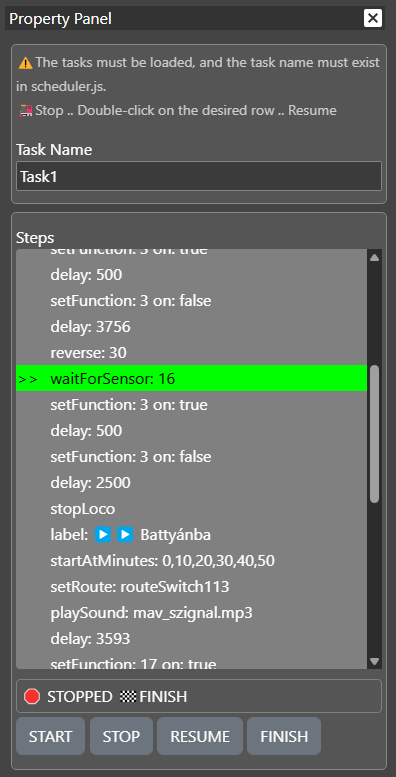 Property Panel
⚠️The tasks must be loaded, and the task name must exist
in scheduler.js.
🚂Stop .. Double-click on the desired row .. Resume
Task Name
Task1
Steps
setFunction: 3 on: true
delay: 500
setFunction: 3 on: false
delay: 3756
reverse: 30
>> waitForSensor: 16
setFunction: 3 on: true
delay: 500
setFunction: 3 on: false
delay: 2500
stopLoco
label: ▶️ ▶️ Battyánba
startAtMinutes: 0,10,20,30,40,50
setRoute: routeSwitch113
playSound: mav_szignal.mp3
delay: 3593
setFunction: 17 on: true
🛑 STOPPED 🏁FINISH
START STOP RESUME FINISH